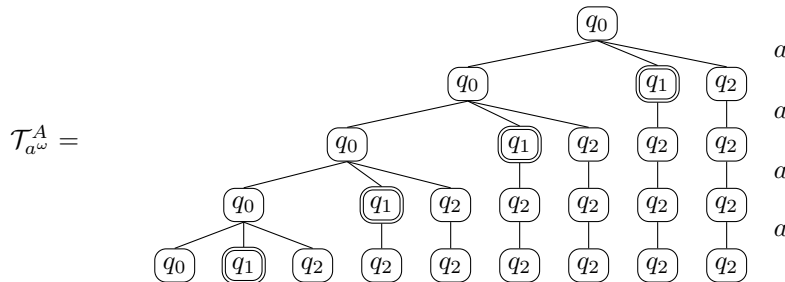 q₀
a
q₀ q₁ q₂
a
𝒯ᴬ_{a^ω} = q₀ q₁ q₂ q₂ q₂
a
q₀ q₁ q₂ q₂ q₂ q₂ q₂
a
q₀ q₁ q₂ q₂ q₂ q₂ q₂ q₂ q₂